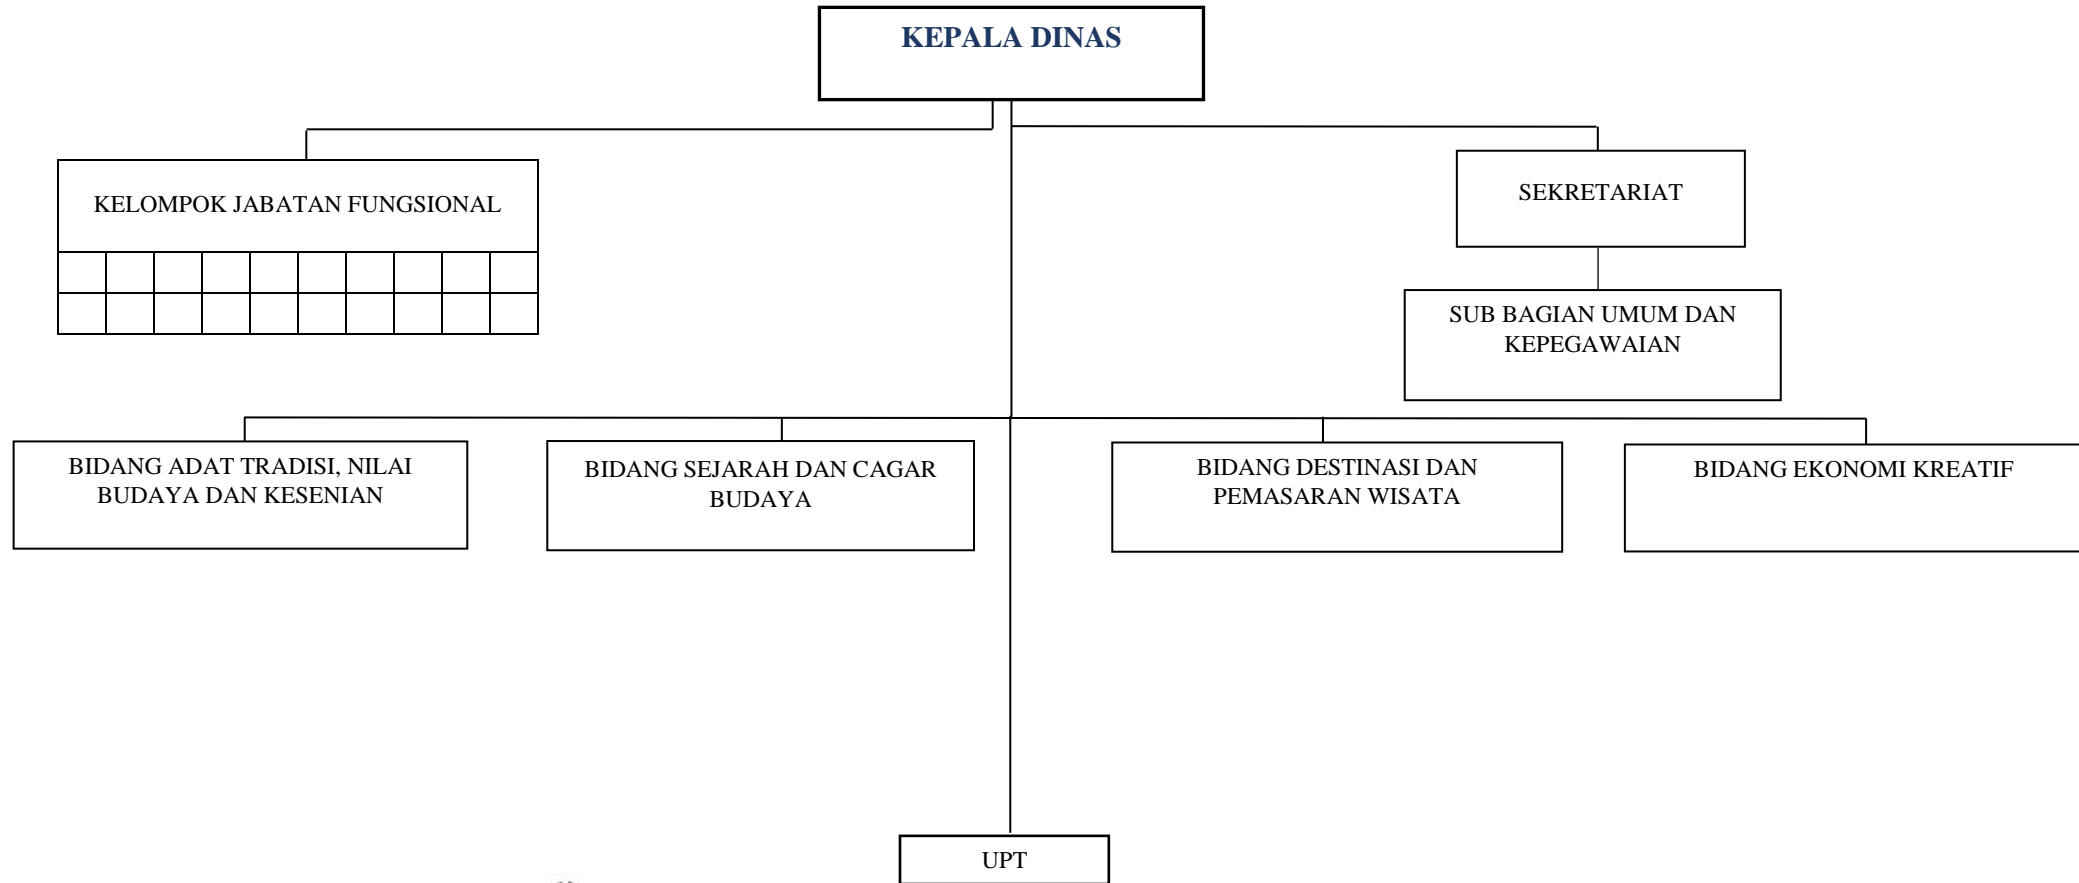 KEPALA DINAS
KELOMPOK JABATAN FUNGSIONAL
SEKRETARIAT
SUB BAGIAN UMUM DAN
KEPEGAWAIAN
BIDANG ADAT TRADISI, NILAI
BUDAYA DAN KESENIAN
BIDANG SEJARAH DAN CAGAR
BUDAYA
BIDANG DESTINASI DAN
PEMASARAN WISATA
BIDANG EKONOMI KREATIF
UPT